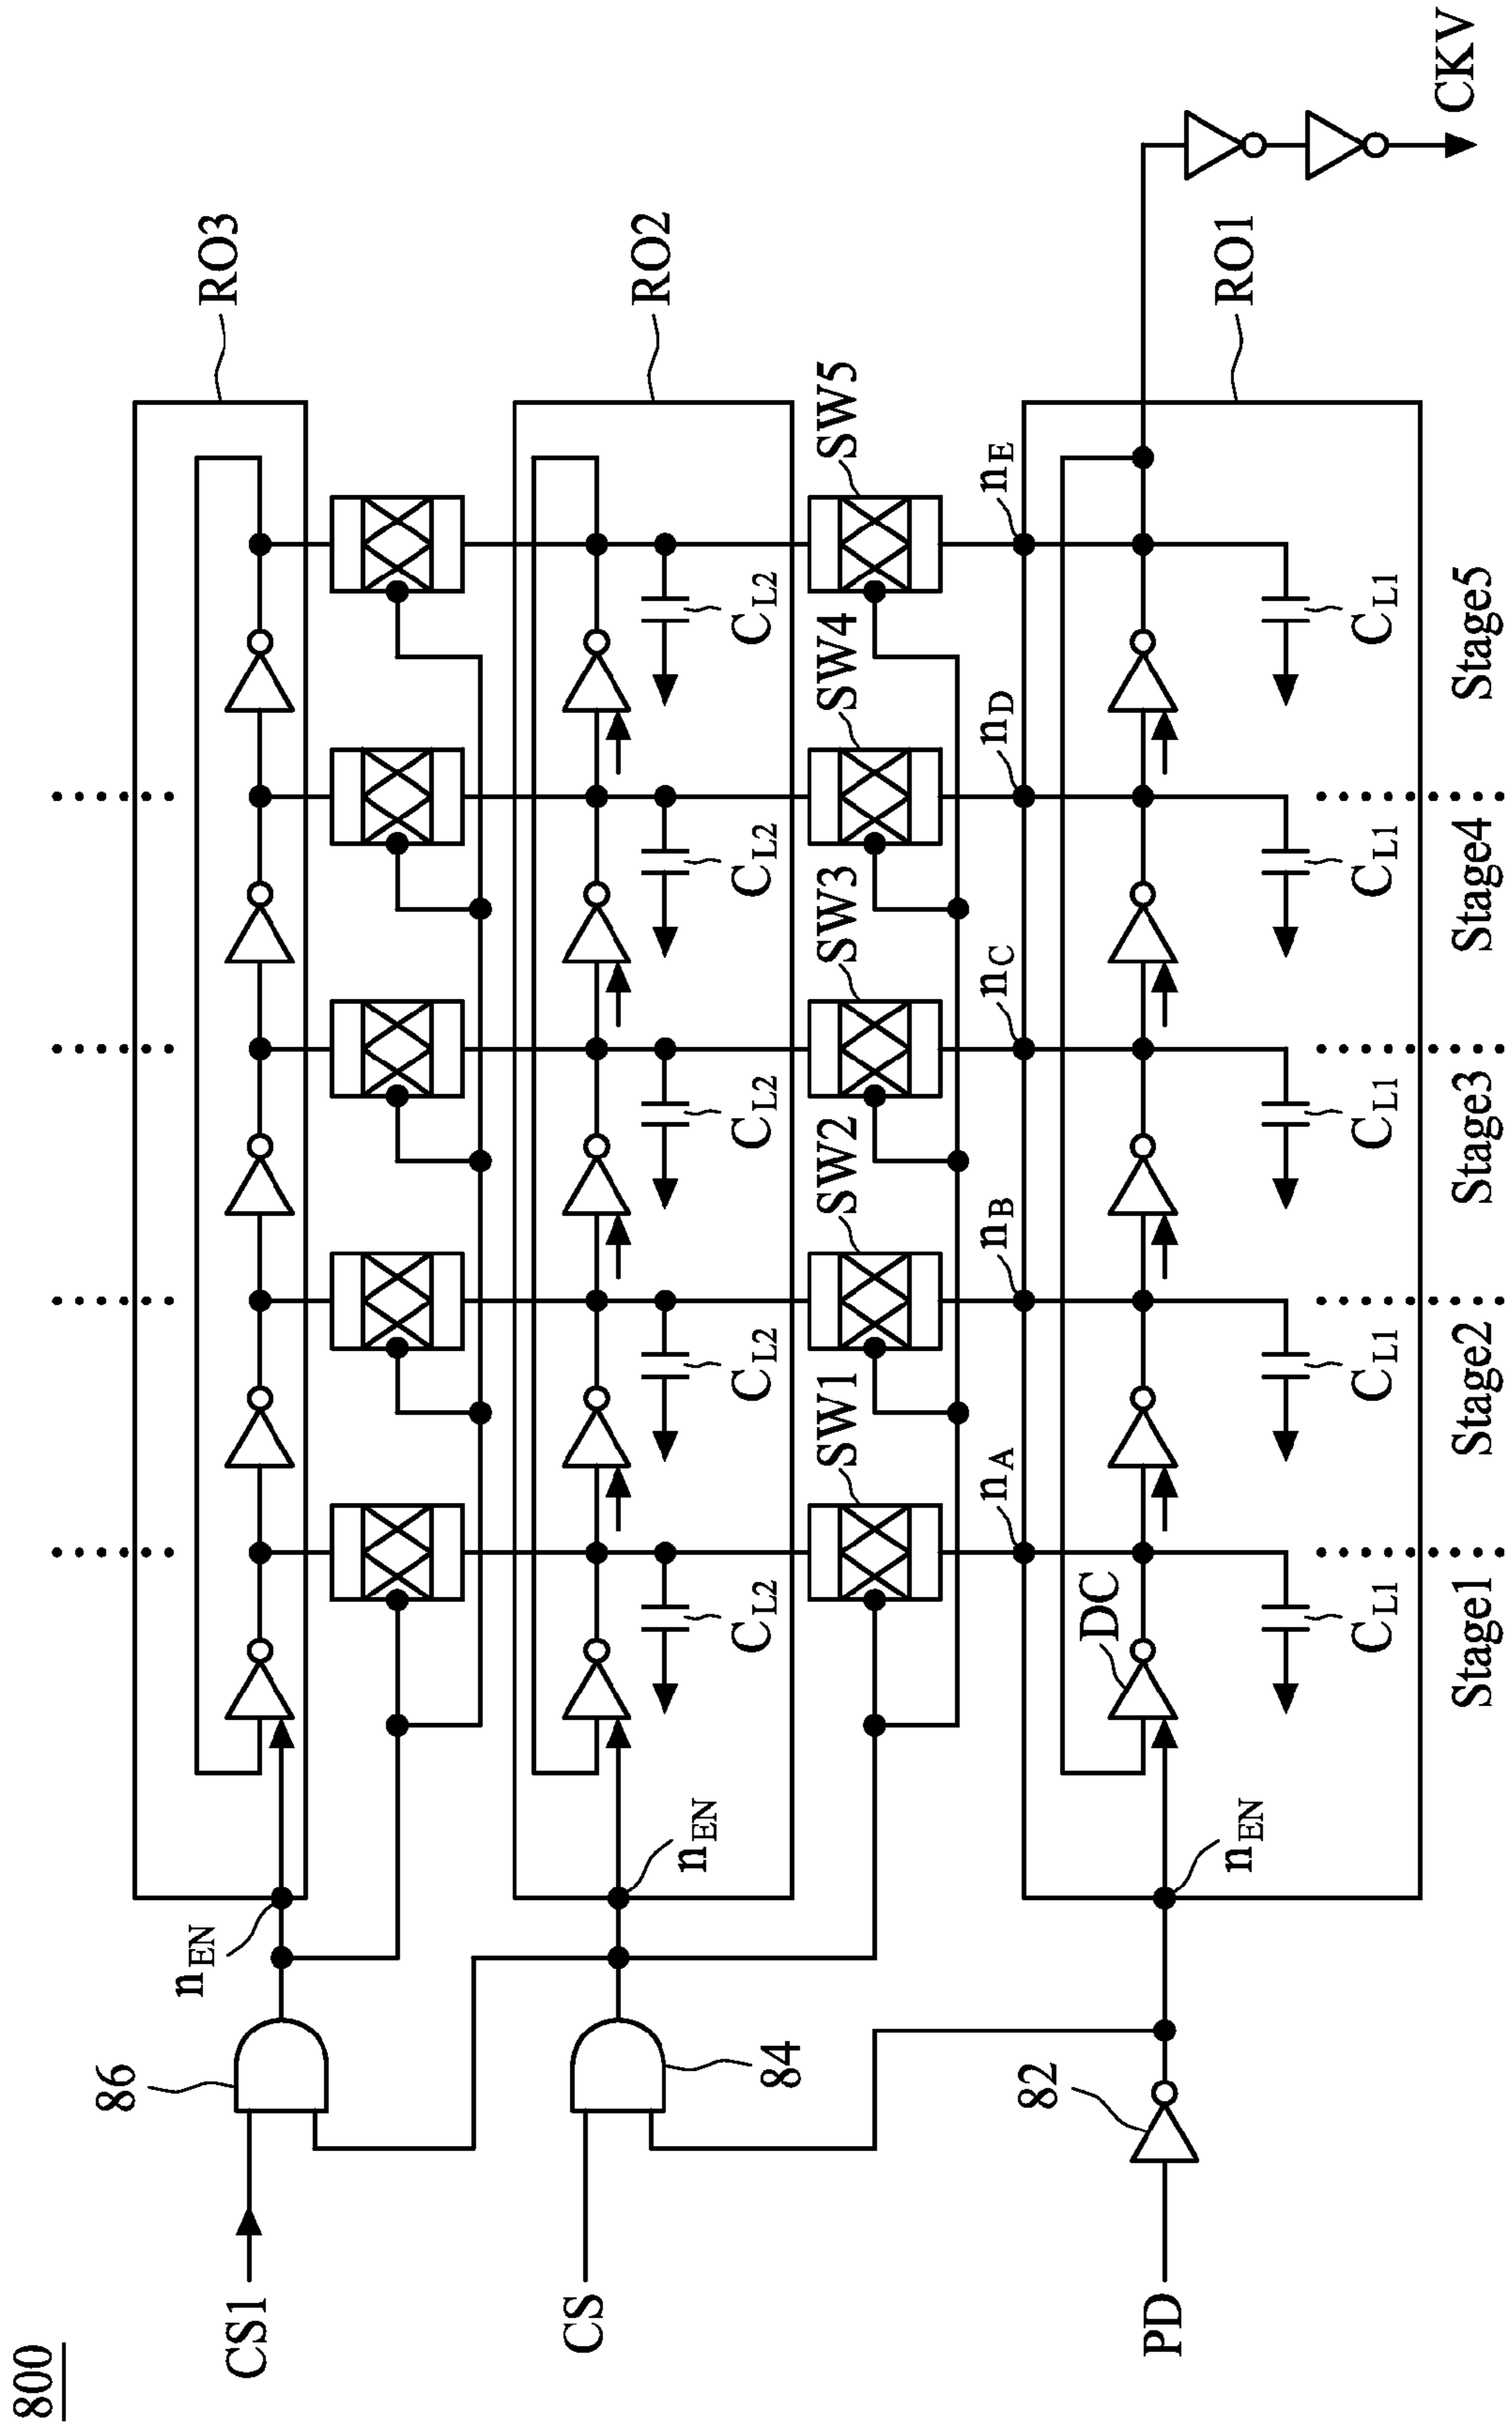 800
RO3
RO2
RO1
CKV
SW1
SW2
SW3
SW4
SW5
nA
nB
nC
nD
nE
CS1
86
nEN
CS
84
nEN
PD
82
nEN
DC
CL2
CL2
CL2
CL2
CL2
CL1
CL1
CL1
CL1
CL1
Stage1
Stage2
Stage3
Stage4
Stage5